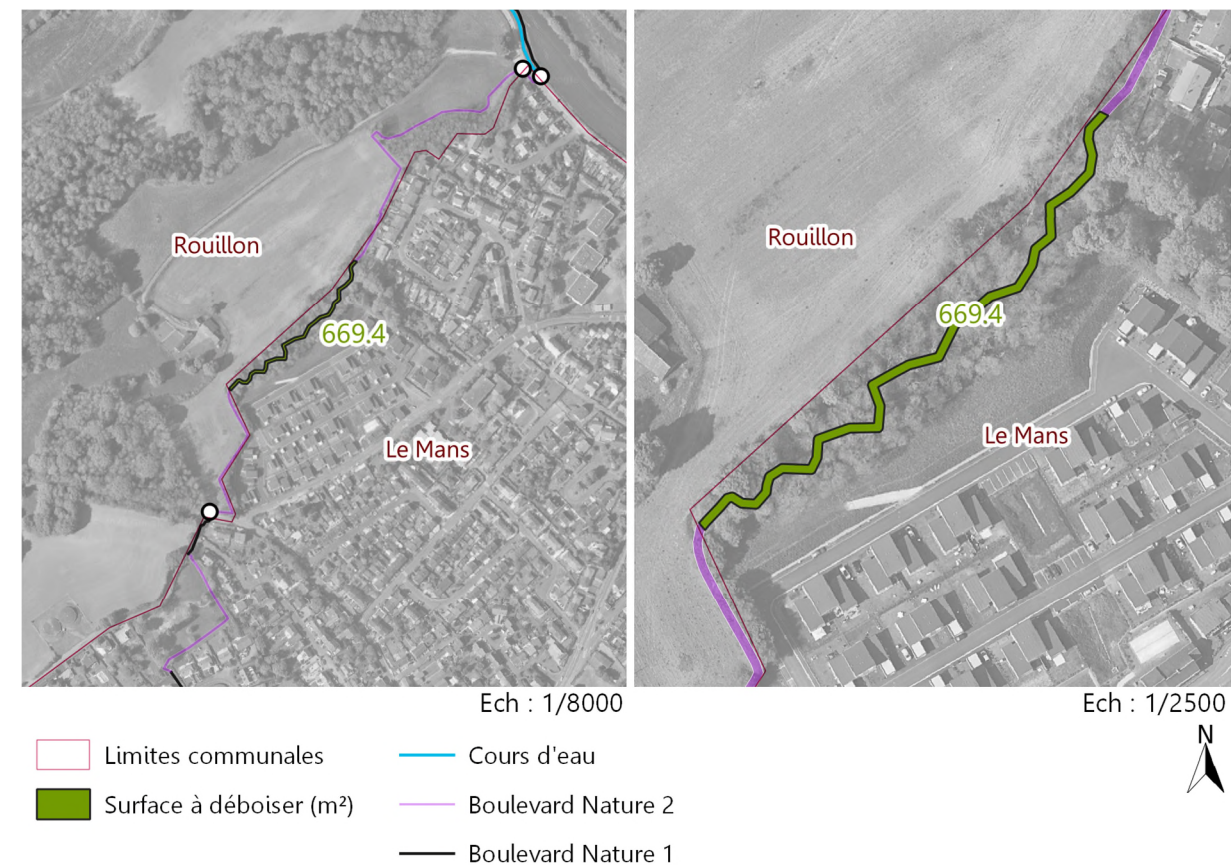 Rouillon
669.4
Le Mans
Ech : 1/8000
Rouillon
669.4
Le Mans
Ech : 1/2500
N
Limites communales
Surface à déboiser (m²)
Cours d'eau
Boulevard Nature 2
Boulevard Nature 1